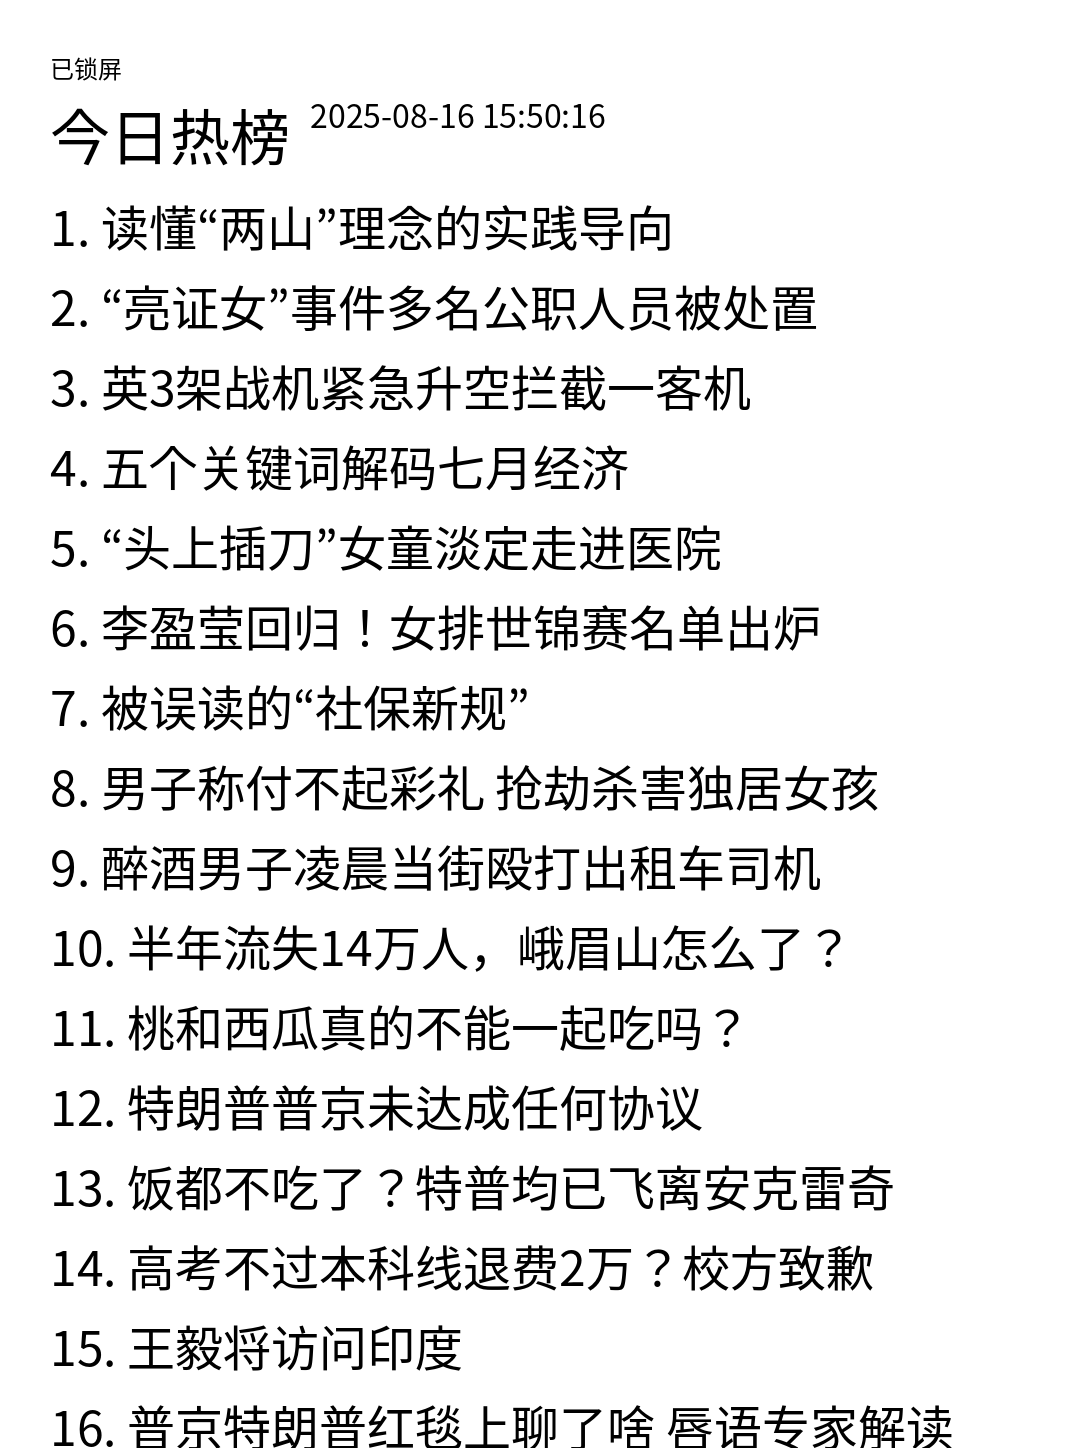 已锁屏
今日热榜 2025-08-16 15:50:16
1. 读懂“两山”理念的实践导向
2. “亮证女”事件多名公职人员被处置
3. 英3架战机紧急升空拦截一客机
4. 五个关键词解码七月经济
5. “头上插刀”女童淡定走进医院
6. 李盈莹回归！女排世锦赛名单出炉
7. 被误读的“社保新规”
8. 男子称付不起彩礼 抢劫杀害独居女孩
9. 醉酒男子凌晨当街殴打出租车司机
10. 半年流失14万人，峨眉山怎么了？
11. 桃和西瓜真的不能一起吃吗？
12. 特朗普普京未达成任何协议
13. 饭都不吃了？特普均已飞离安克雷奇
14. 高考不过本科线退费2万？校方致歉
15. 王毅将访问印度
16. 普京特朗普红毯上聊了啥 唇语专家解读